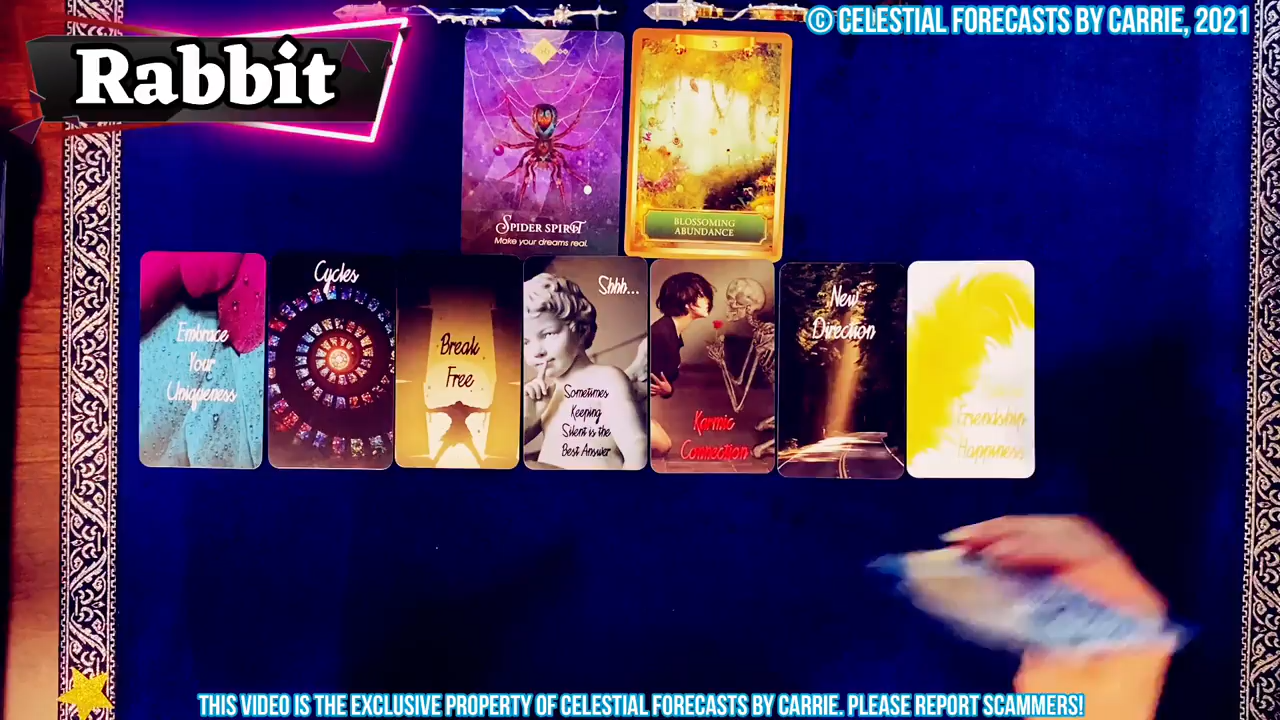 © CELESTIAL FORECASTS BY CARRIE, 2021
Rabbit
3
SPIDER SPIRIT
Make your dreams real.
BLOSSOMING
ABUNDANCE
Embrace
Your
Uniqueness
Cycles
Break
Free
Shhh...
Sometimes
Keeping
Silent is the
Best Answer
Karmic
Connection
New
Direction
Friendship
Happiness
THIS VIDEO IS THE EXCLUSIVE PROPERTY OF CELESTIAL FORECASTS BY CARRIE. PLEASE REPORT SCAMMERS!